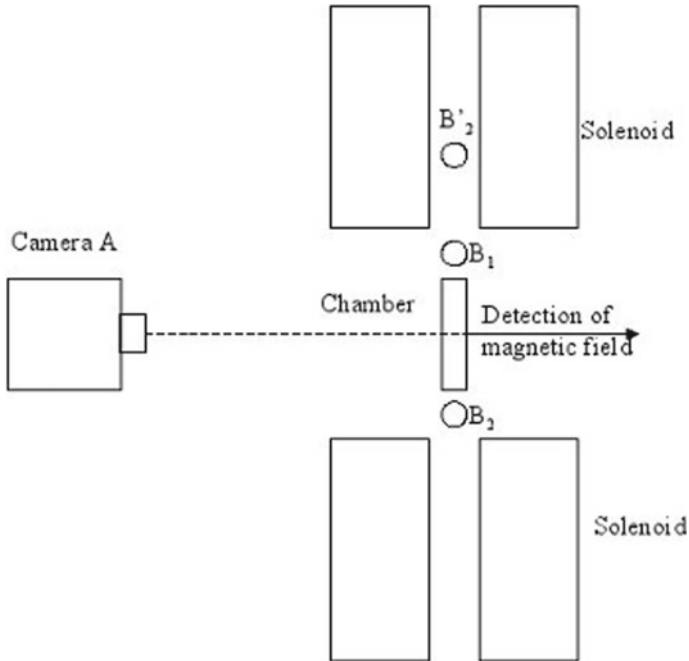 B'2
Solenoid
Camera A
B1
Chamber
Detection of
magnetic field
B2
Solenoid